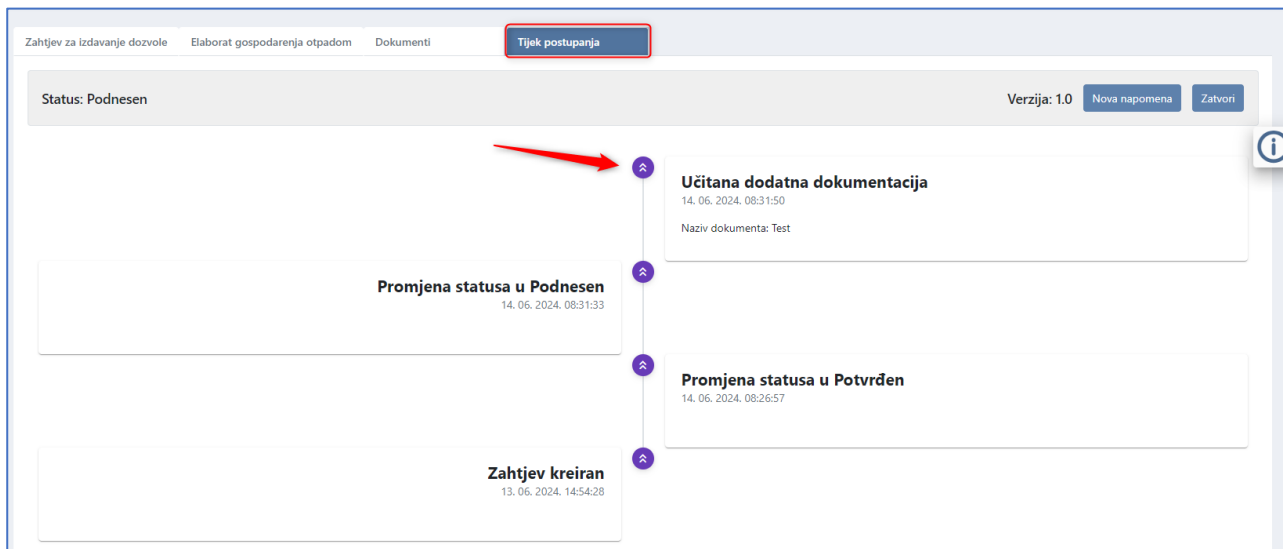 Zahtjev za izdavanje dozvole Elaborat gospodarenja otpadom Dokumenti Tijek postupanja
Status: Podnesen Verzija: 1.0 Nova napomena Zatvori
Učitana dodatna dokumentacija
14. 06. 2024. 08:31:50
Naziv dokumenta: Test
Promjena statusa u Podnesen
14. 06. 2024. 08:31:33
Promjena statusa u Potvrđen
14. 06. 2024. 08:26:57
Zahtjev kreiran
13. 06. 2024. 14:54:28